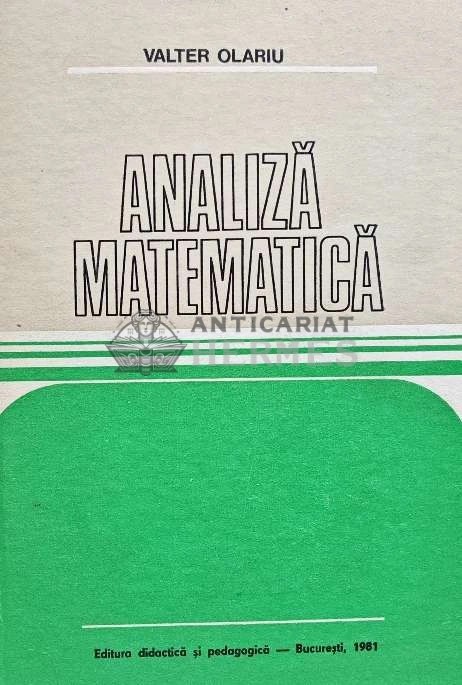 VALTER OLARIU
ANALIZĂ
MATEMATICĂ
ANTICARIAT
HERMES
Editura didactică și pedagogică — București, 1981